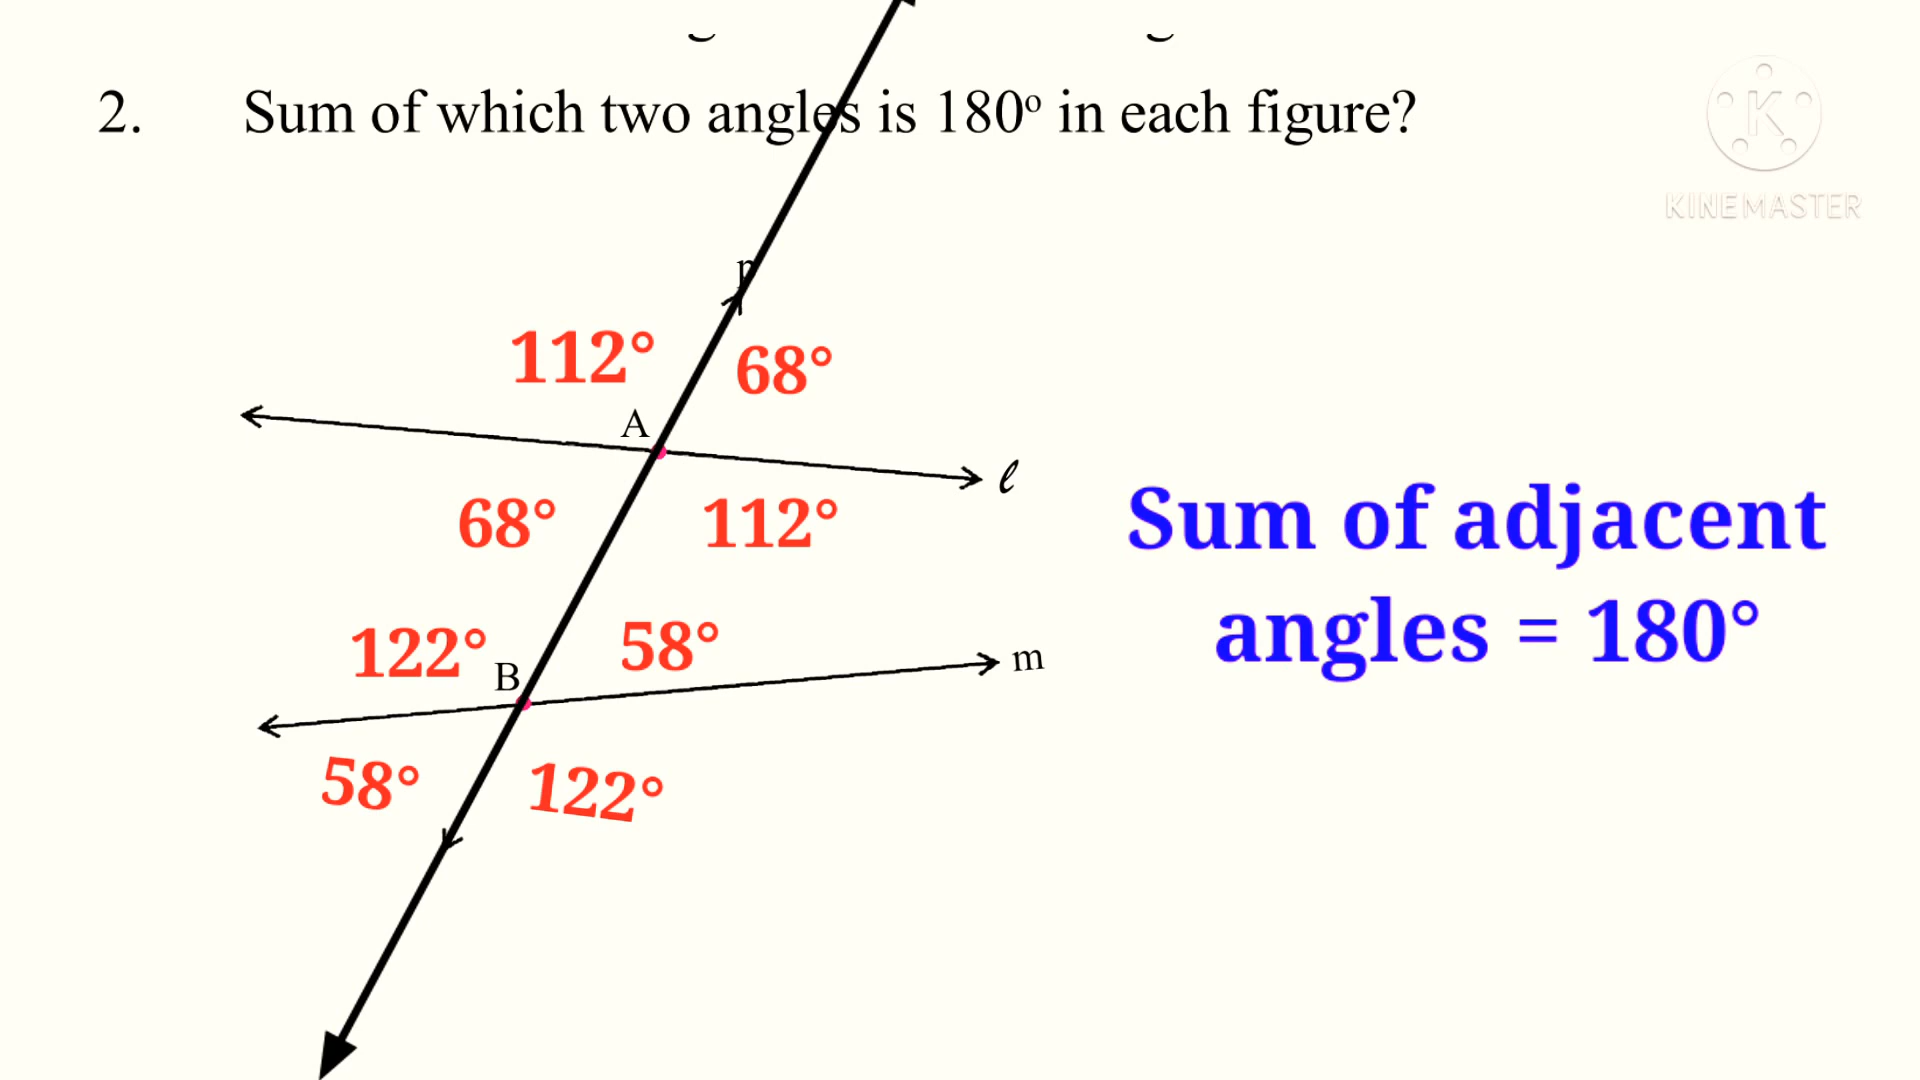 2. Sum of which two angles is 180º in each figure?
K
KINEMASTER
p
112° 68°
A
ℓ
68° 112°
Sum of adjacent
angles = 180°
122° 58°
B
m
58° 122°